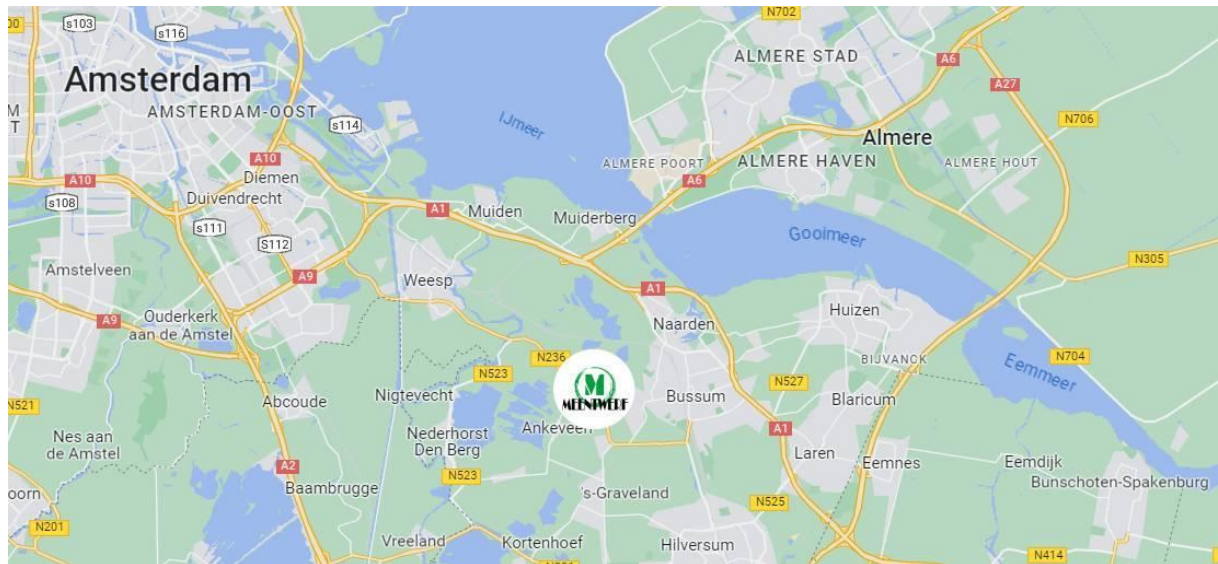 N702
s103
s116
ALMERE STAD
A6
Amsterdam
A27
AMSTERDAM-OOST
s114
IJmeer
N706
Almere
A10
ALMERE POORT
ALMERE HAVEN
ALMERE HOUT
Diemen
A10
A6
Duivendrecht
s108
A1
Muiden
Muiderberg
s111
Gooimeer
S112
N305
Amstelveen
A9
Weesp
A1
Huizen
Ouderkerk
aan de Amstel
A9
Naarden
N236
BIJVANCK
N704
N523
Eemmeer
N527
M
MEENTWERF
Nigtevecht
Bussum
Blaricum
Abcoude
N521
Nederhorst
Den Berg
Ankeveen
A1
Nes aan
de Amstel
Laren
Eemnes
Eemdijk
A2
N523
Bunschoten-Spakenburg
Baambrugge
's-Graveland
oorn
N525
N201
Vreeland
Kortenhoef
Hilversum
N414